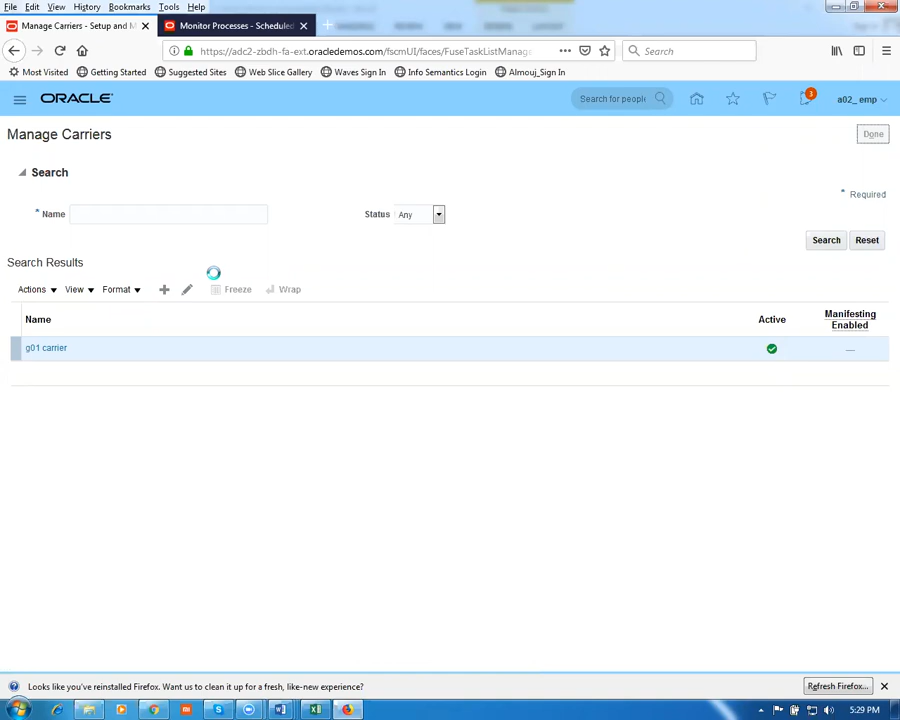 File Edit View History Bookmarks Tools Help
Manage Carriers - Setup and M
Monitor Processes - Scheduled
https://adc2-zbdh-fa-ext.oracledemos.com/fscmUI/faces/FuseTaskListManag
Search
Most Visited Getting Started Suggested Sites Web Slice Gallery Waves Sign In Info Semantics Login Almouj_Sign In
ORACLE
Search for people
3
a02_ emp
Manage Carriers
Done
Search
* Required
* Name
Status Any
Search Reset
Search Results
Actions View Format Freeze Wrap
Name Active Manifesting
Enabled
g01 carrier
Looks like you've reinstalled Firefox. Want us to clean it up for a fresh, like-new experience?
Refresh Firefox...
5:29 PM